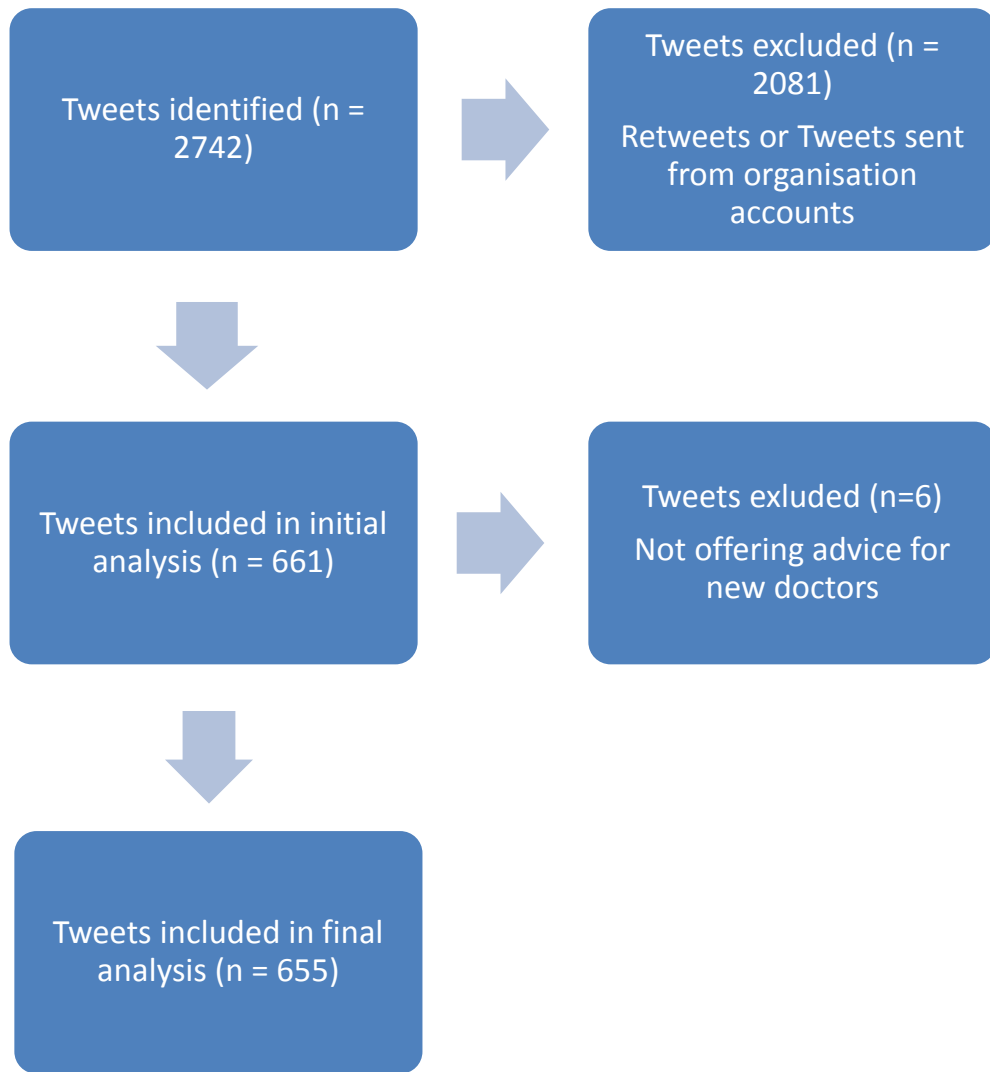 Tweets identified (n =
2742)
Tweets excluded (n =
2081)
Retweets or Tweets sent
from organisation
accounts
Tweets included in initial
analysis (n = 661)
Tweets exluded (n=6)
Not offering advice for
new doctors
Tweets included in final
analysis (n = 655)